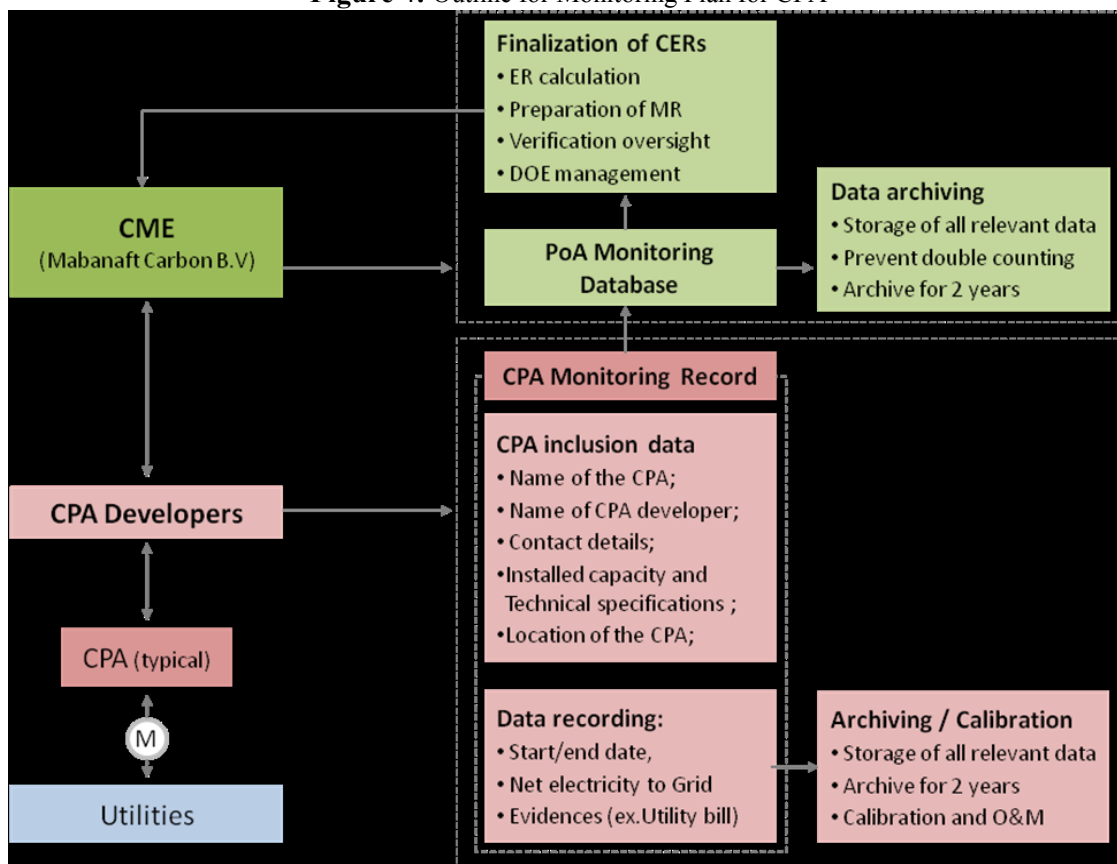 Figure 4: Outline for Monitoring Plan for CPA
Finalization of CERs
• ER calculation
• Preparation of MR
• Verification oversight
• DOE management
CME
(Mabanaft Carbon B.V)
PoA Monitoring
Database
Data archiving
• Storage of all relevant data
• Prevent double counting
• Archive for 2 years
CPA Monitoring Record
CPA inclusion data
• Name of the CPA;
• Name of CPA developer;
• Contact details;
• Installed capacity and
Technical specifications ;
• Location of the CPA;
CPA Developers
CPA (typical)
M
Utilities
Data recording:
• Start/end date,
• Net electricity to Grid
• Evidences (ex.Utility bill)
Archiving / Calibration
• Storage of all relevant data
• Archive for 2 years
• Calibration and O&M